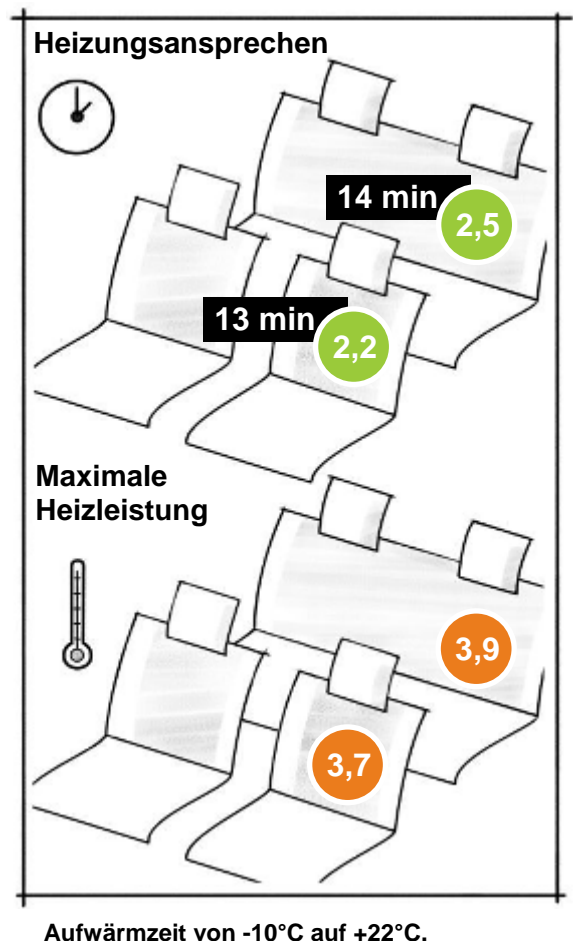 Heizungsansprechen
14 min
2,5
13 min
2,2
Maximale
Heizleistung
3,9
3,7
Aufwärmzeit von -10°C auf +22°C.